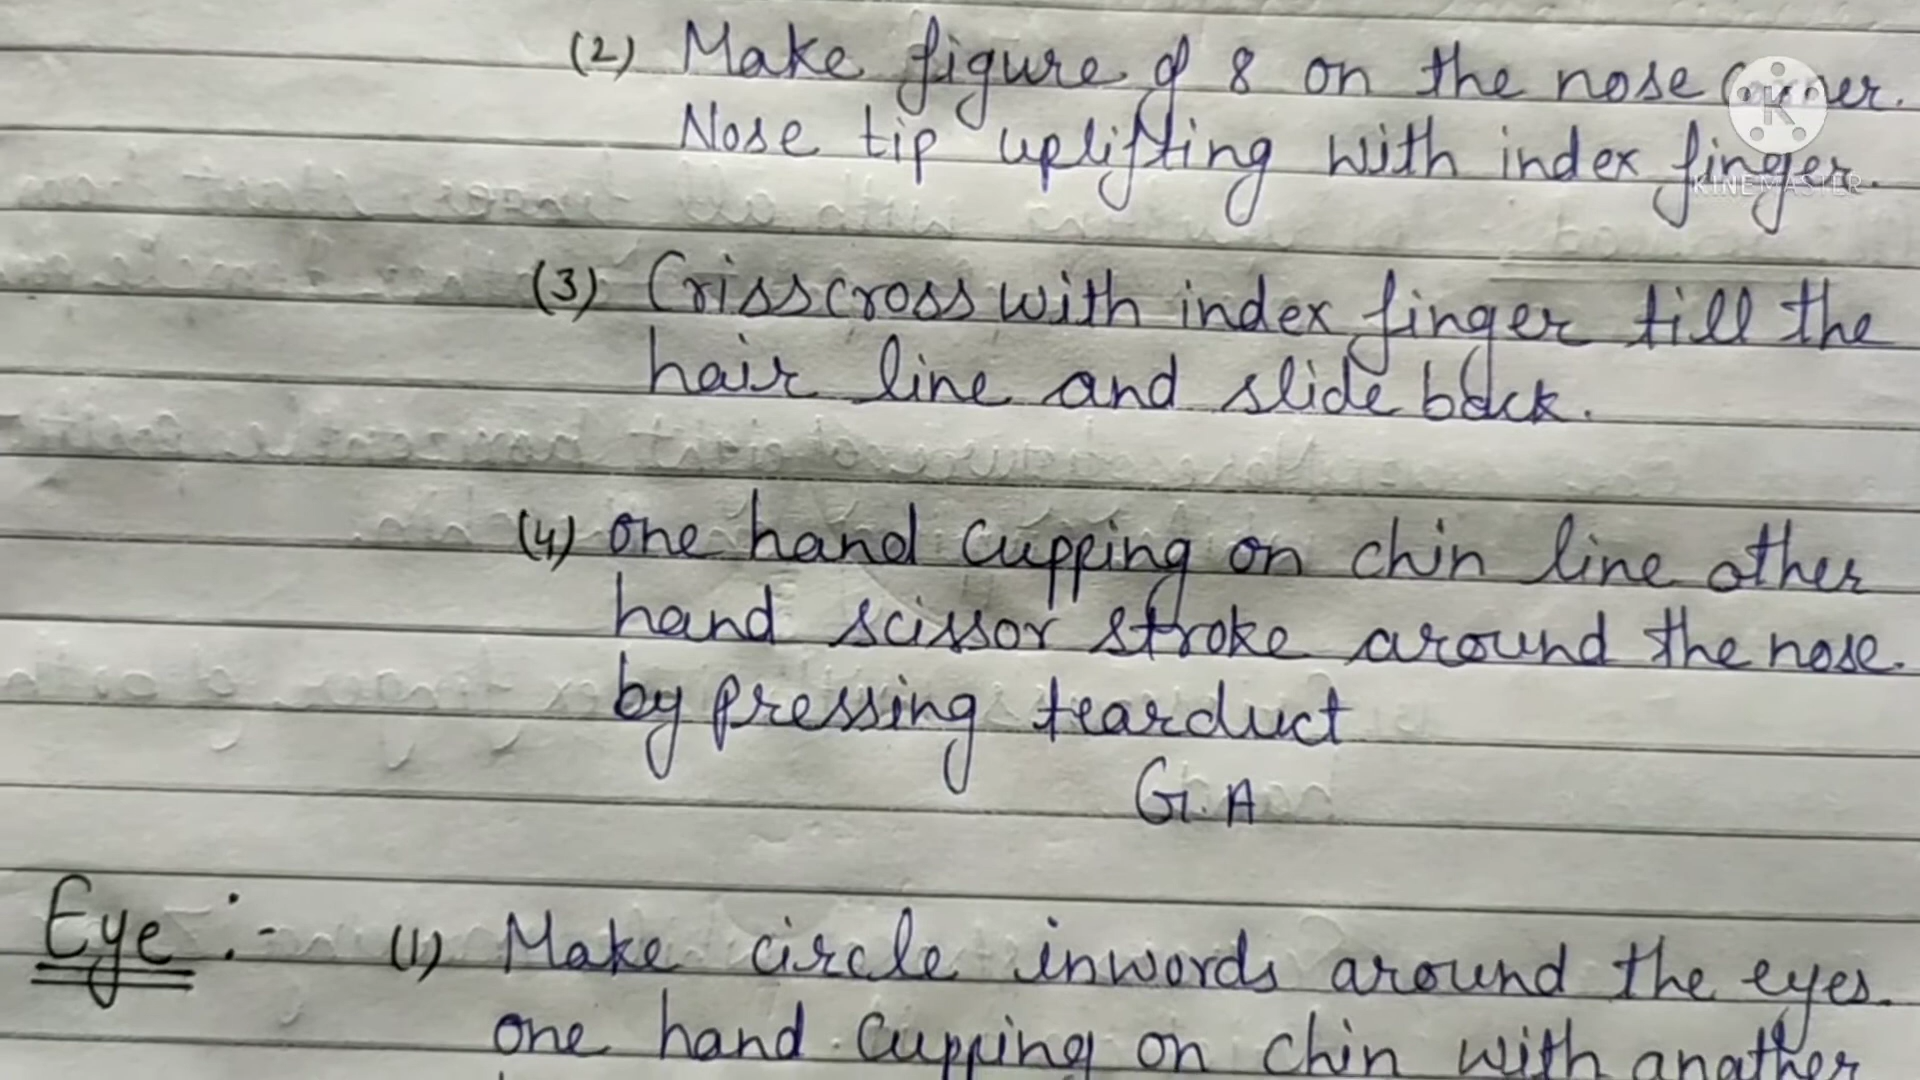 (2) Make figure of 8 on the nose corner.
Nose tip uplifting with index finger.
KINEMASTER
(3) Crisscross with index finger till the
hair line and slide back.
(4) one hand cupping on chin line other
hand scissor stroke around the nose.
by pressing tearduct
G.A
Eye :- (1) Make circle inwords around the eyes.
one hand cupping on chin with another